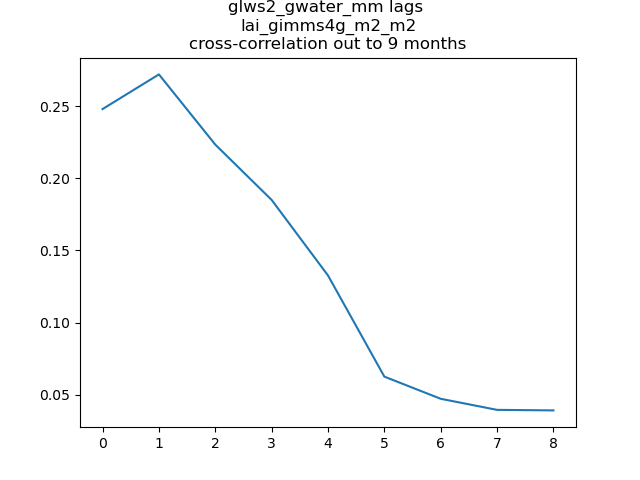 glws2_gwater_mm lags
lai_gimms4g_m2_m2
cross-correlation out to 9 months
0.25
0.20
0.15
0.10
0.05
0 1 2 3 4 5 6 7 8